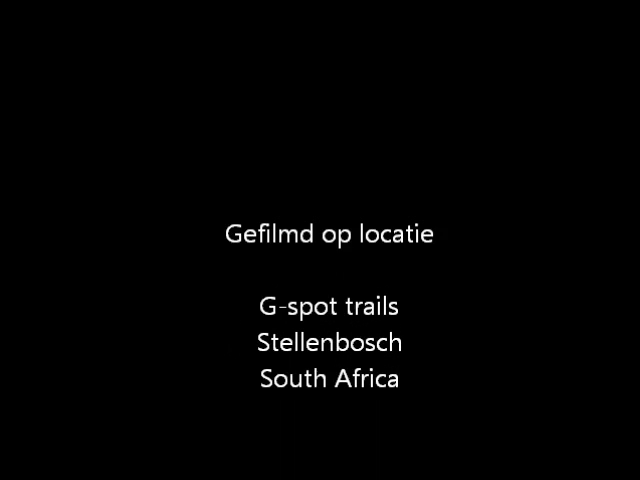 Gefilmd op locatie
G-spot trails
Stellenbosch
South Africa